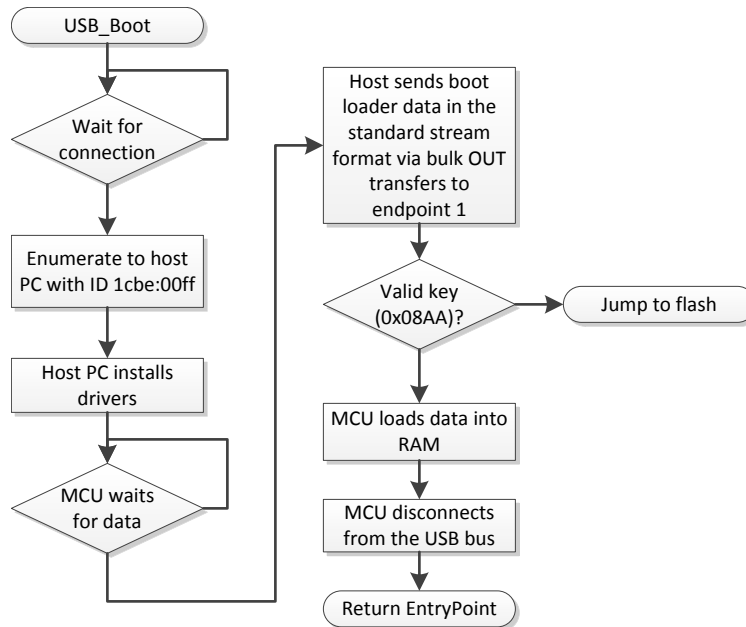 USB_Boot
Wait for
connection
Enumerate to host
PC with ID 1cbe:00ff
Host PC installs
drivers
MCU waits
for data
Host sends boot
loader data in the
standard stream
format via bulk OUT
transfers to
endpoint 1
Valid key
(0x08AA)?
Jump to flash
MCU loads data into
RAM
MCU disconnects
from the USB bus
Return EntryPoint